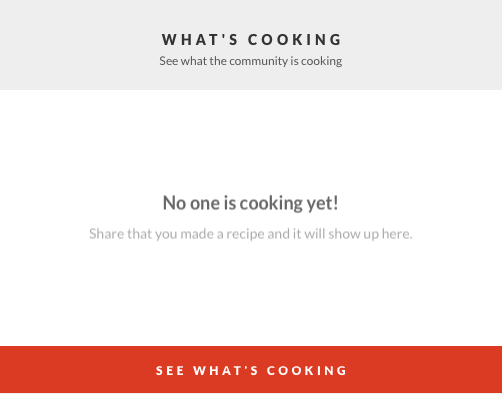 WHAT'S COOKING
See what the community is cooking
No one is cooking yet!
Share that you made a recipe and it will show up here.
SEE WHAT'S COOKING